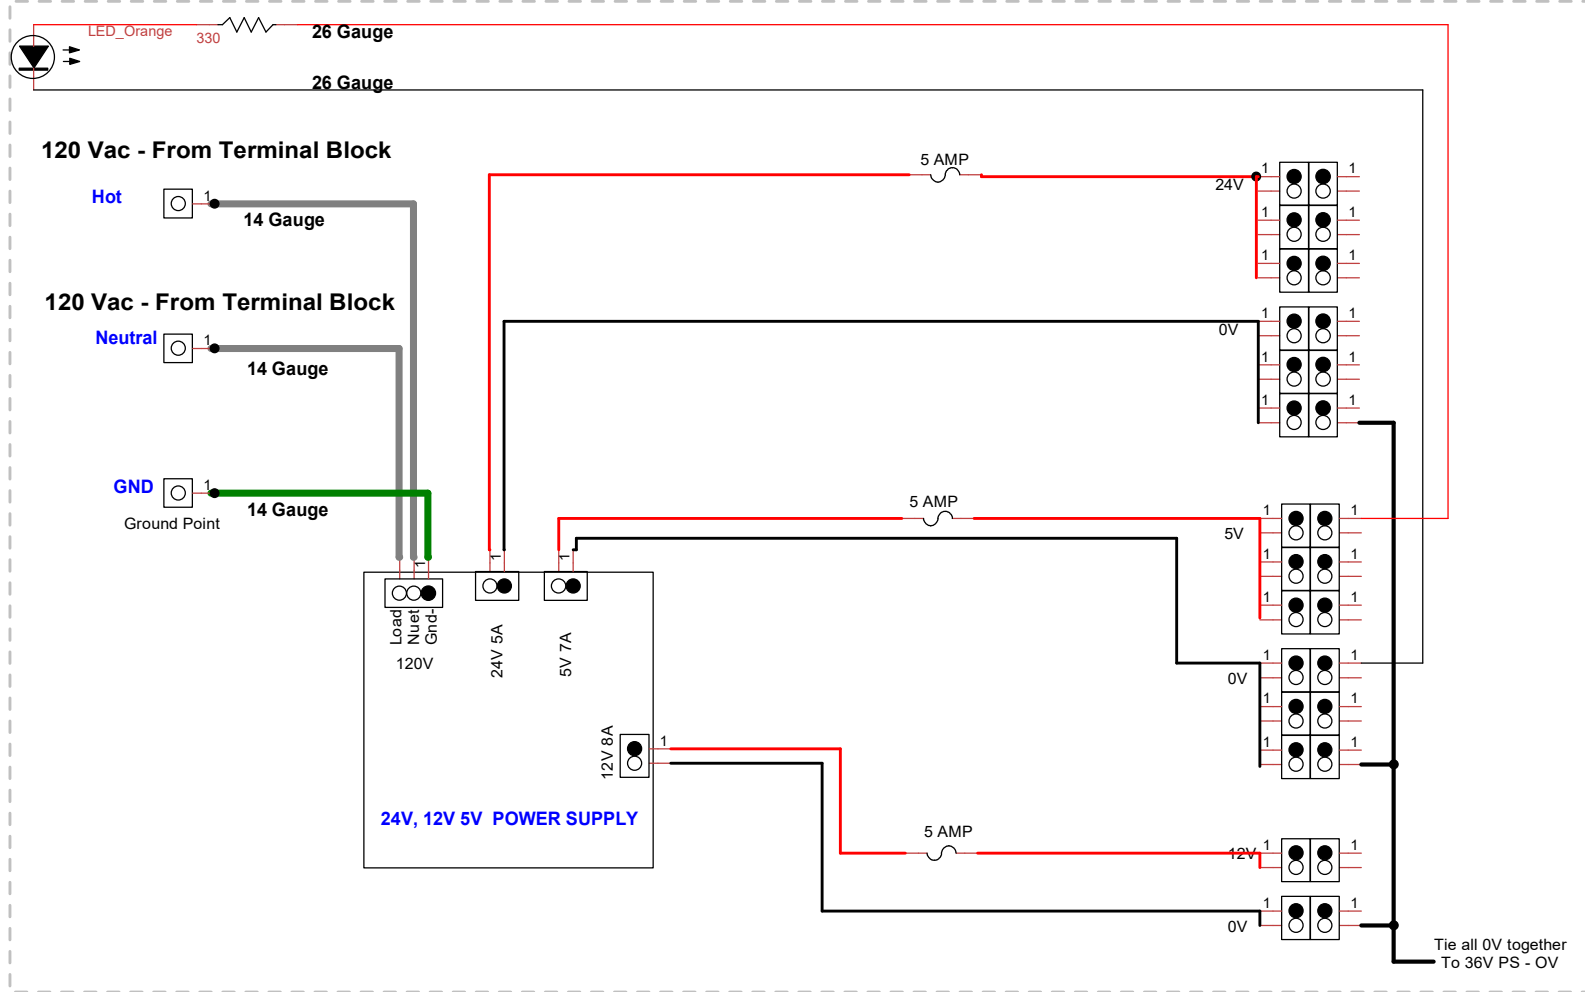 LED_Orange
330
26 Gauge
26 Gauge
120 Vac - From Terminal Block
Hot
1
14 Gauge
120 Vac - From Terminal Block
Neutral
1
14 Gauge
GND
1
14 Gauge
Ground Point
1
Load
Nuet
Gnd-
120V
1
24V 5A
1
5V 7A
12V 8A
1
24V, 12V 5V  POWER SUPPLY
5 AMP
24V
1
1
1
1
1
1
0V
1
1
1
1
1
1
5 AMP
5V
1
1
1
1
1
1
0V
1
1
1
1
1
1
5 AMP
12V
1
1
0V
1
1
Tie all 0V together
To 36V PS - OV